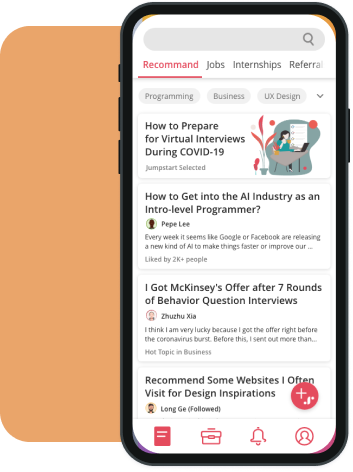 Recommand Jobs Internships Referral
Programming Business UX Design
How to Prepare
for Virtual Interviews
During COVID-19
Jumpstart Selected
How to Get into the AI Industry as an
Intro-level Programmer?
Pepe Lee
Every week it seems like Google or Facebook are releasing
a new kind of AI to make things faster or improve our ...
Liked by 2K+ people
I Got McKinsey's Offer after 7 Rounds
of Behavior Question Interviews
Zhuzhu Xia
I think I am very lucky because I got the offer right before
the coronavirus burst. Before this, I sent out more than...
Hot Topic in Business
Recommend Some Websites I Often
Visit for Design Inspirations
Long Ge (Followed)